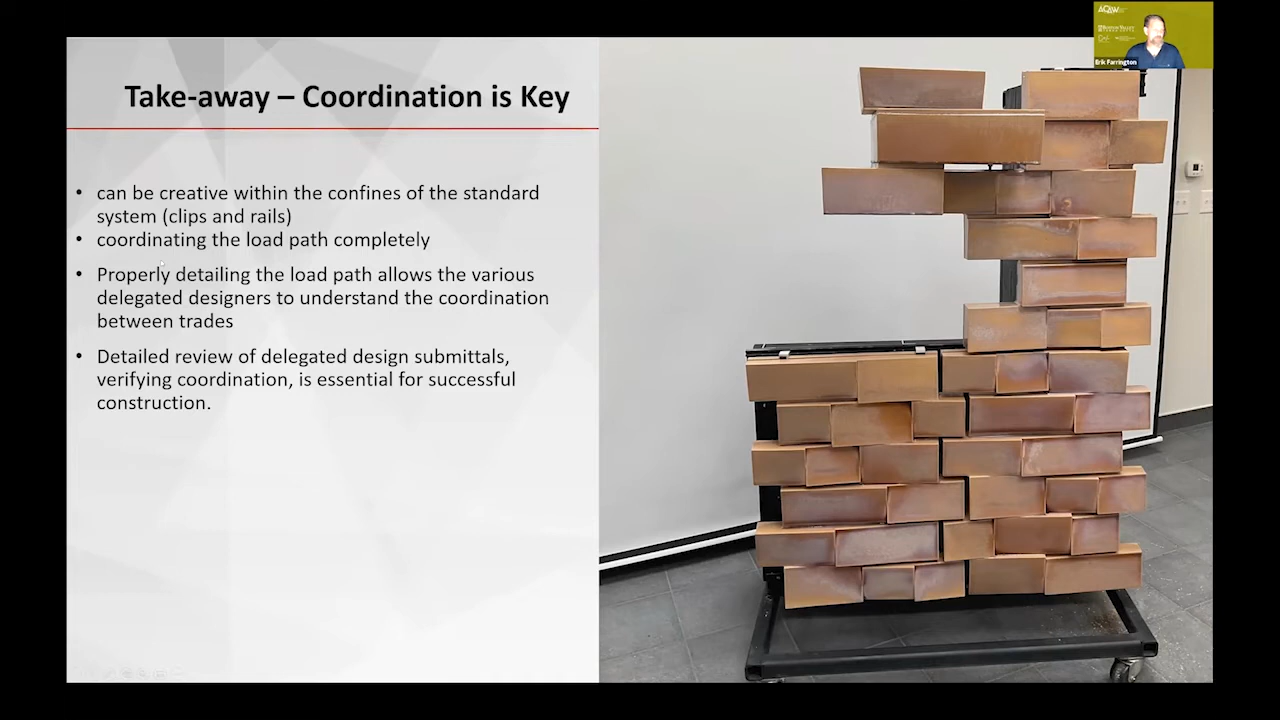 AQW
Erik Farrington
Take-away – Coordination is Key
• can be creative within the confines of the standard
system (clips and rails)
• coordinating the load path completely
• Properly detailing the load path allows the various
delegated designers to understand the coordination
between trades
• Detailed review of delegated design submittals,
verifying coordination, is essential for successful
construction.